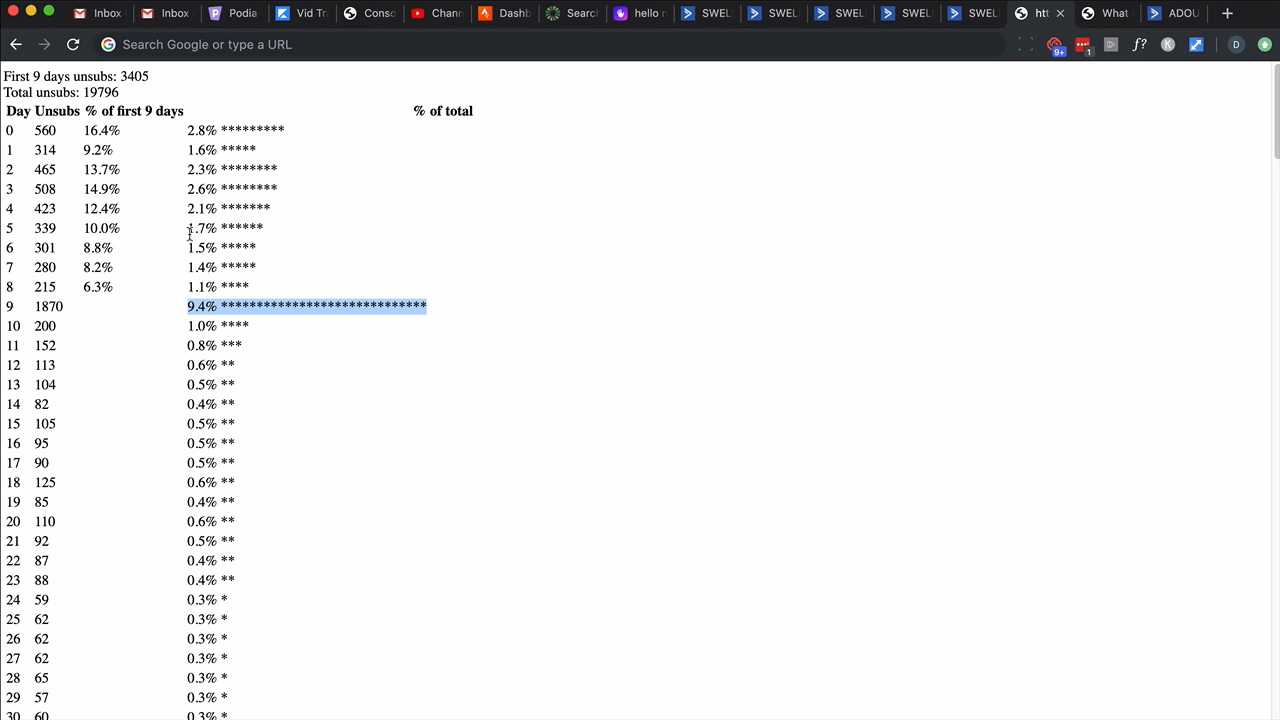 Inbox Inbox Podia Vid Tr Conso Chann Dashb Search hello SWEL SWEL SWEL SWEL SWEL htt What ADOU
Search Google or type a URL 9+ 1 f? K D
First 9 days unsubs: 3405
Total unsubs: 19796
Day Unsubs % of first 9 days % of total
0 560 16.4% 2.8% *********
1 314 9.2% 1.6% *****
2 465 13.7% 2.3% ********
3 508 14.9% 2.6% ********
4 423 12.4% 2.1% *******
5 339 10.0% 1.7% ******
6 301 8.8% 1.5% *****
7 280 8.2% 1.4% *****
8 215 6.3% 1.1% ****
9 1870 9.4% *****************************
10 200 1.0% ****
11 152 0.8% ***
12 113 0.6% **
13 104 0.5% **
14 82 0.4% **
15 105 0.5% **
16 95 0.5% **
17 90 0.5% **
18 125 0.6% **
19 85 0.4% **
20 110 0.6% **
21 92 0.5% **
22 87 0.4% **
23 88 0.4% **
24 59 0.3% *
25 62 0.3% *
26 62 0.3% *
27 62 0.3% *
28 65 0.3% *
29 57 0.3% *
30 60 0.3% *